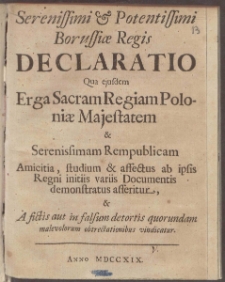 Serenissimi & Potentissimi
Borussiæ Regis
DECLARATIO
Qua ejusdem
Erga Sacram Regiam Polo-
niæ Majestatem
&
Serenissimam Rempublicam
Amicitia, studium & affectus ab ipsis
Regni initiis variis Documentis
demonstratus asseritur,
&
A fictis aut in falsum detortis quorundam
malevolorum obtrectationibus vindicatur.
ANNO MDCCXIX.